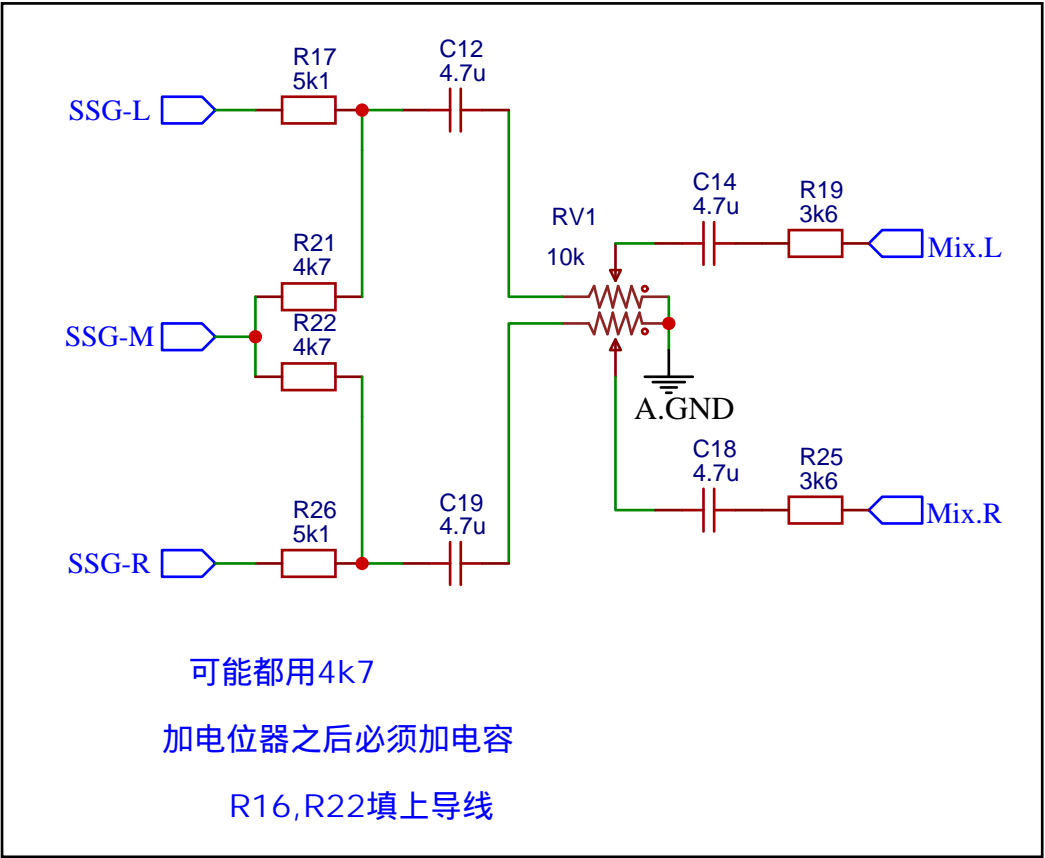 C12
4.7u
R17
5k1
SSG-L
C14
4.7u
R19
3k6
RV1
10k
Mix.L
R21
4k7
SSG-M
R22
4k7
A.GND
C18
4.7u
R25
3k6
Mix.R
C19
4.7u
R26
5k1
SSG-R
可能都用4k7
加电位器之后必须加电容
R16,R22填上导线